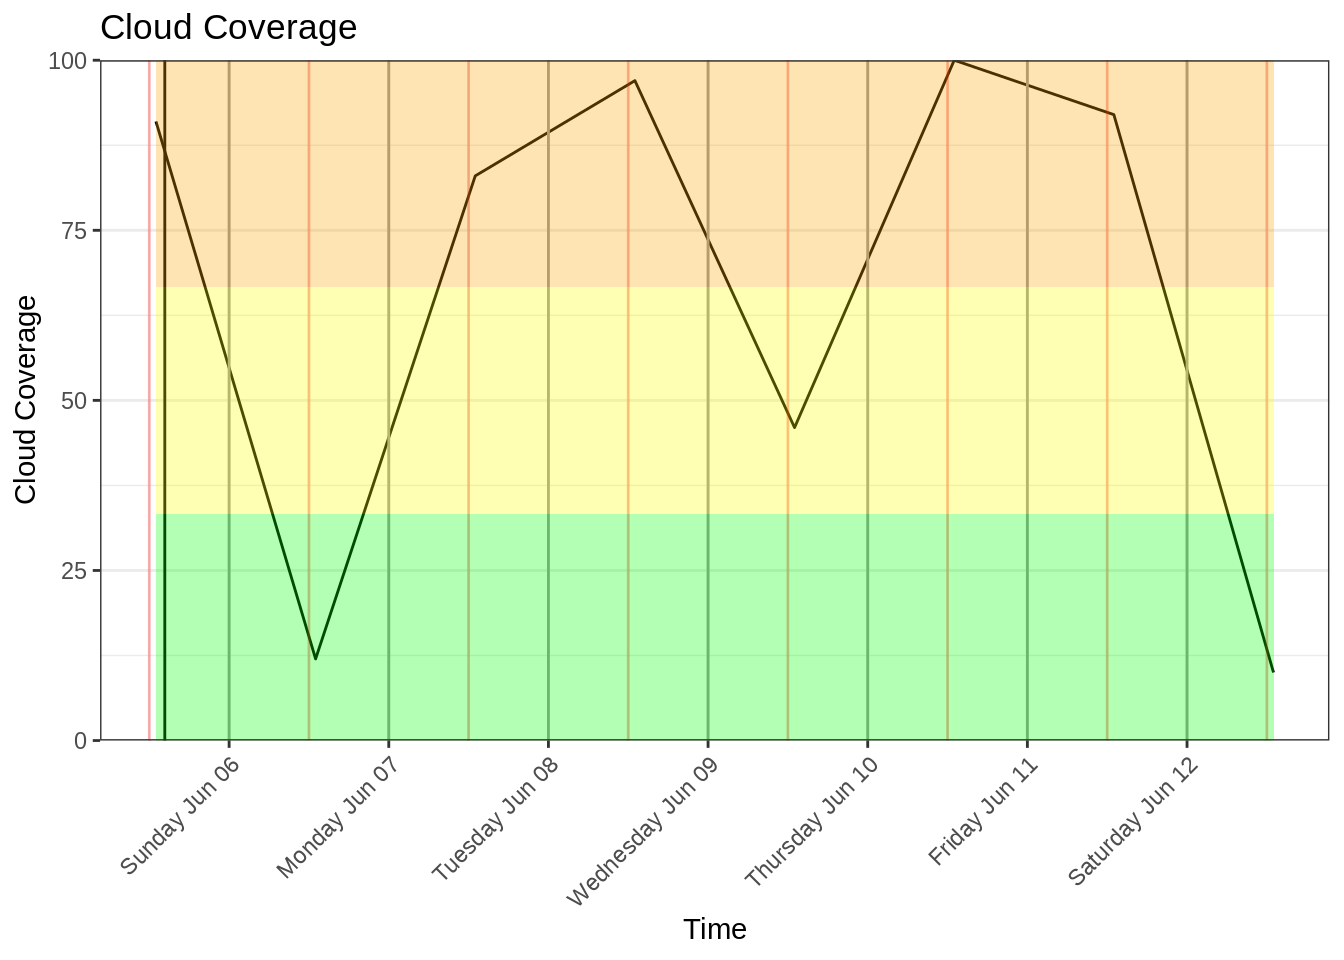 Cloud Coverage
100
75
50
25
0
Cloud Coverage
Sunday Jun 06
Monday Jun 07
Tuesday Jun 08
Wednesday Jun 09
Thursday Jun 10
Friday Jun 11
Saturday Jun 12
Time